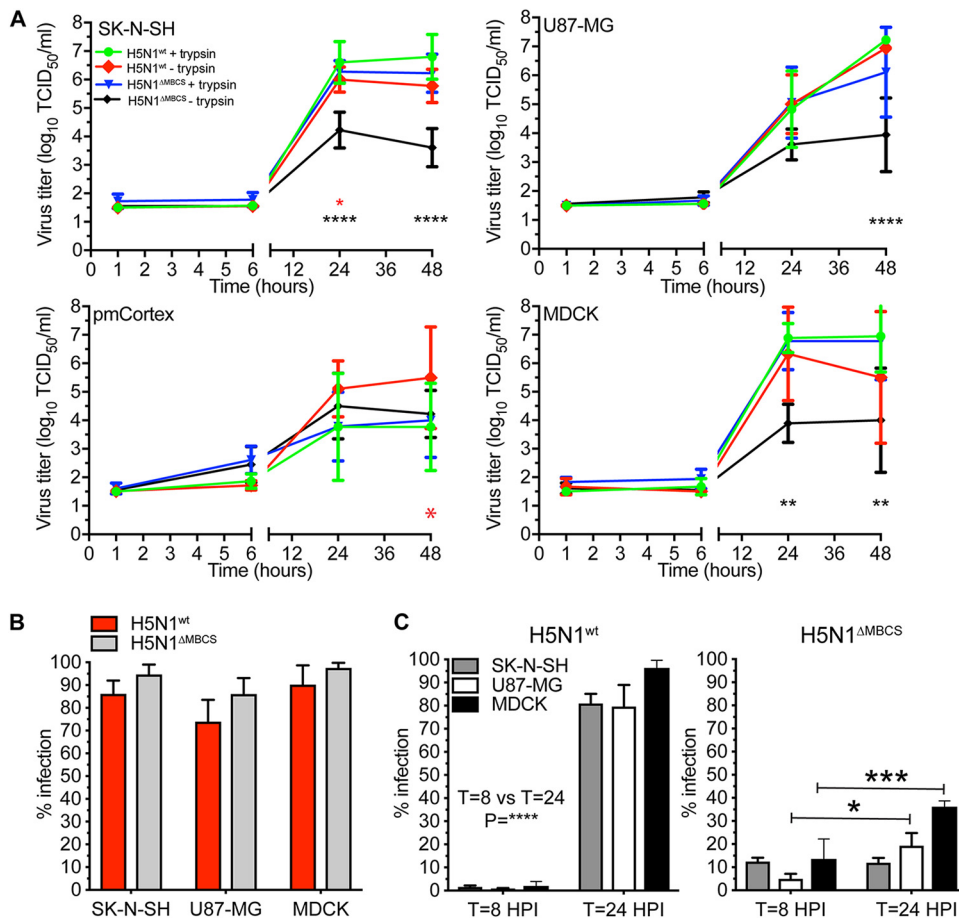 A
SK-N-SH
H5N1wt + trypsin
H5N1wt - trypsin
H5N1ΔMBCS + trypsin
H5N1ΔMBCS - trypsin
Virus titer (log10 TCID50/ml)
8
7
6
5
4
3
2
1
0
* 
**** ****
0 1 2 3 4 5 6 12 24 36 48
Time (hours)
U87-MG
Virus titer (log10 TCID50/ml)
8
7
6
5
4
3
2
1
0
****
0 1 2 3 4 5 6 12 24 36 48
Time (hours)
pmCortex
Virus titer (log10 TCID50/ml)
8
7
6
5
4
3
2
1
0
*
0 1 2 3 4 5 6 12 24 36 48
Time (hours)
MDCK
Virus titer (log10 TCID50/ml)
8
7
6
5
4
3
2
1
0
** **
0 1 2 3 4 5 6 12 24 36 48
Time (hours)
B
H5N1wt
H5N1ΔMBCS
% infection
100
90
80
70
60
50
40
30
20
10
0
SK-N-SH U87-MG MDCK
C
H5N1wt
SK-N-SH
U87-MG
MDCK
% infection
100
90
80
70
60
50
40
30
20
10
0
T=8 vs T=24
P=****
T=8 HPI T=24 HPI
H5N1ΔMBCS
% infection
100
90
80
70
60
50
40
30
20
10
0
***
*
T=8 HPI T=24 HPI